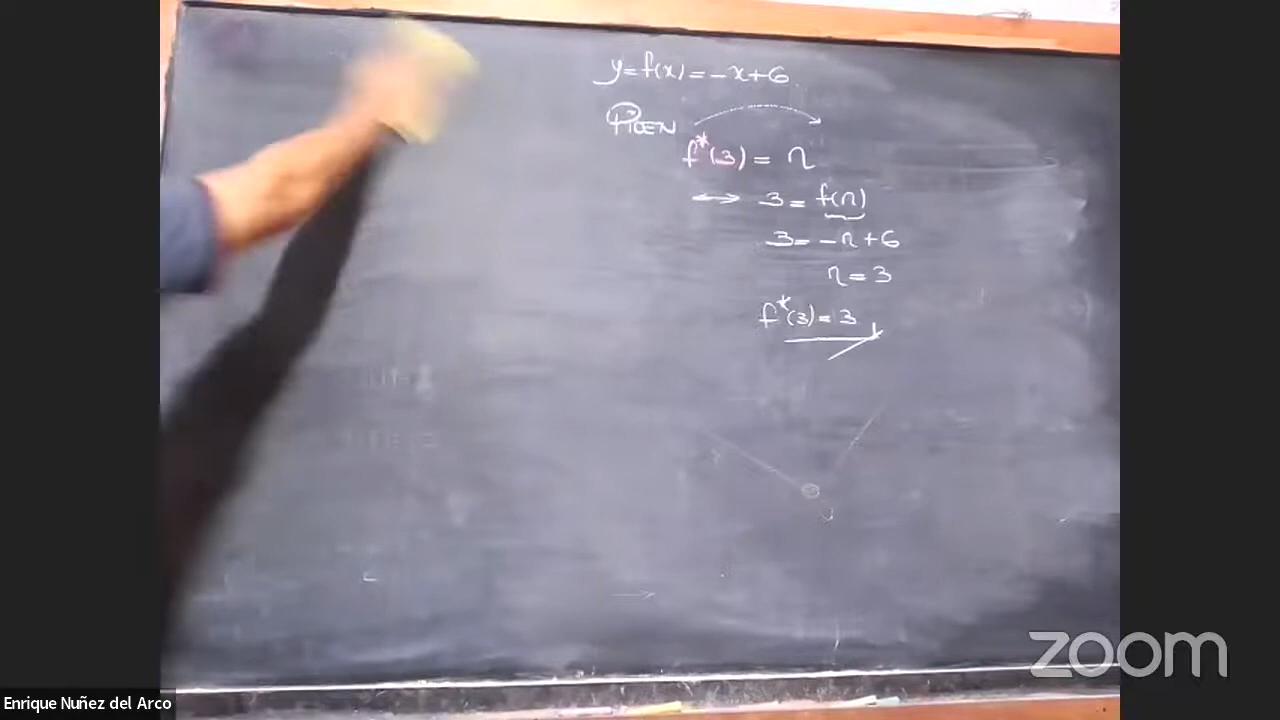 y = f(x) = -x+6
PIDEN
f*(3) = n
↔ 3 = f(n)
3 = -n+6
n = 3
f*(3) = 3
zoom
Enrique Nuñez del Arco